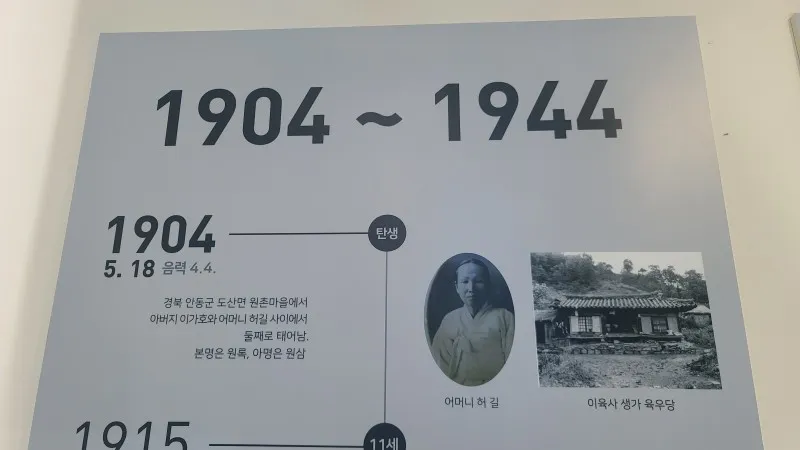 1904 ~ 1944
1904
탄생
5. 18 음력 4.4.
경북 안동군 도산면 원촌마을에서
아버지 이가호와 어머니 허길 사이에서
둘째로 태어남.
본명은 원록, 아명은 원삼
어머니 허 길
이육사 생가 육우당
1915
11세